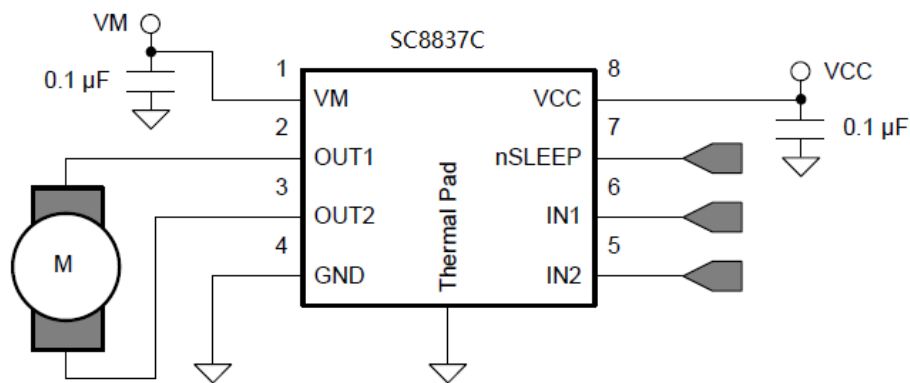 VM
SC8837C
0.1 µF
1
8
VCC
VM
VCC
0.1 µF
2
7
OUT1
nSLEEP
3
6
OUT2
IN1
M
4
5
GND
IN2
Thermal Pad